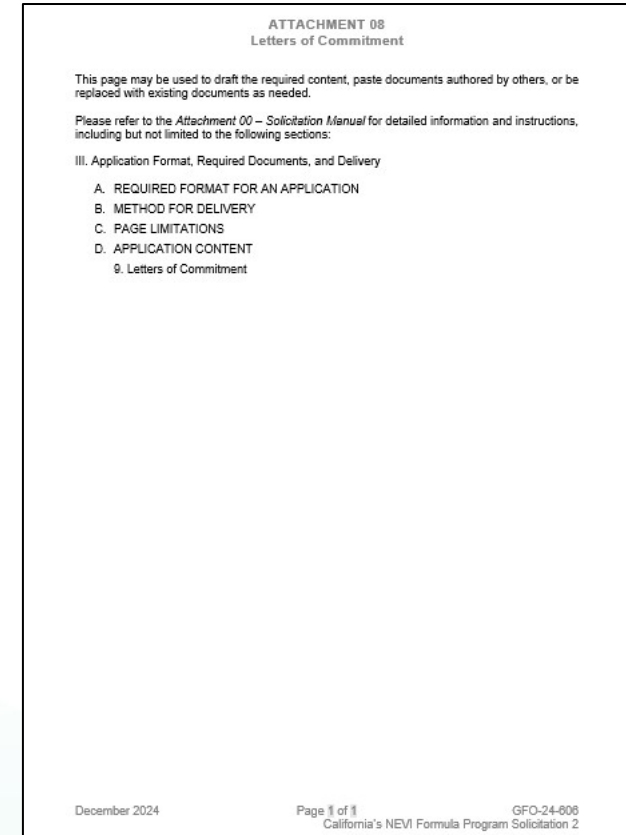 ATTACHMENT 08
Letters of Commitment
This page may be used to draft the required content, paste documents authored by others, or be
replaced with existing documents as needed.
Please refer to the Attachment 00 – Solicitation Manual for detailed information and instructions,
including but not limited to the following sections:
III. Application Format, Required Documents, and Delivery
A. REQUIRED FORMAT FOR AN APPLICATION
B. METHOD FOR DELIVERY
C. PAGE LIMITATIONS
D. APPLICATION CONTENT
9. Letters of Commitment
December 2024 Page 1 of 1 GFO-24-606
California's NEVI Formula Program Solicitation 2